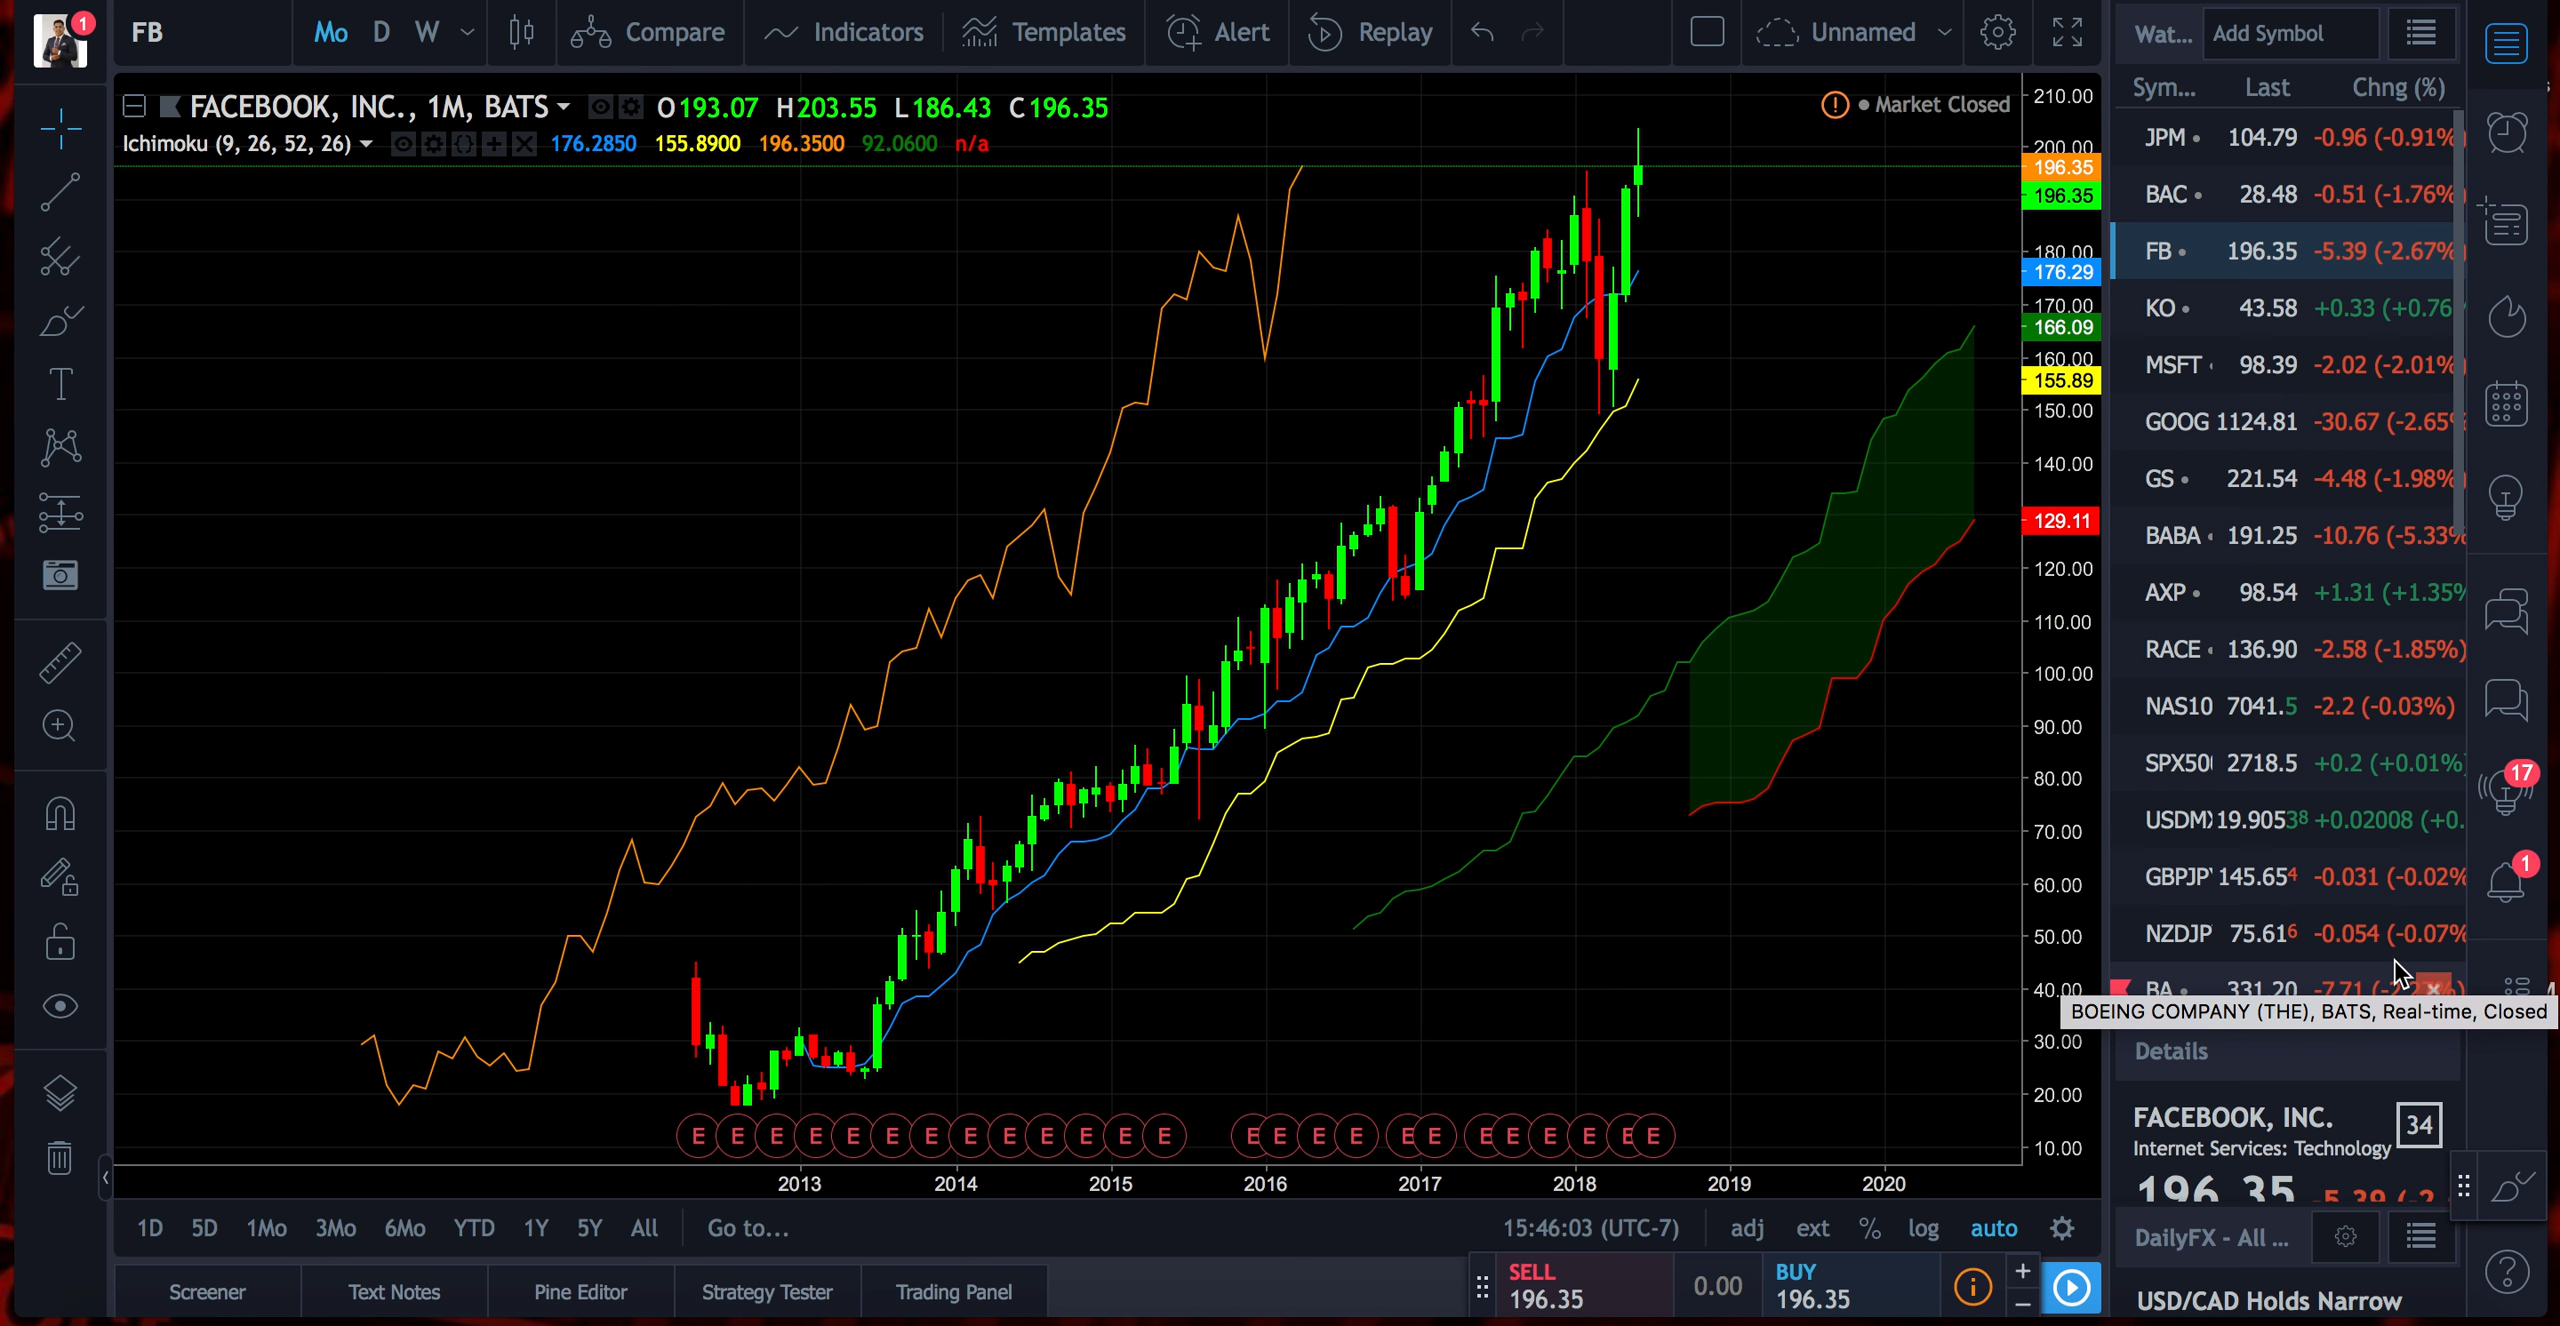 1
FB
Mo D W
Compare
Indicators
Templates
Alert
Replay
Unnamed
FACEBOOK, INC., 1M, BATS O193.07 H203.55 L186.43 C196.35
Market Closed
Ichimoku (9, 26, 52, 26) 176.2850 155.8900 196.3500 92.0600 n/a
210.00
200.00
196.35
196.35
180.00
176.29
170.00
166.09
160.00
155.89
150.00
140.00
129.11
120.00
110.00
100.00
90.00
80.00
70.00
60.00
50.00
40.00
30.00
20.00
10.00
E E E E E E E E E E E E E E E E E E E E E E E E
2013 2014 2015 2016 2017 2018 2019 2020
1D 5D 1Mo 3Mo 6Mo YTD 1Y 5Y All Go to...
15:46:03 (UTC-7) adj ext % log auto
Screener Text Notes Pine Editor Strategy Tester Trading Panel
SELL
196.35
0.00
BUY
196.35
Wat... Add Symbol
Sym... Last Chng (%)
JPM 104.79 -0.96 (-0.91%
BAC 28.48 -0.51 (-1.76%
FB 196.35 -5.39 (-2.67%
KO 43.58 +0.33 (+0.76
MSFT 98.39 -2.02 (-2.01%
GOOG 1124.81 -30.67 (-2.65%
GS 221.54 -4.48 (-1.98%
BABA 191.25 -10.76 (-5.33%
AXP 98.54 +1.31 (+1.35%
RACE 136.90 -2.58 (-1.85%)
NAS10 7041.5 -2.2 (-0.03%)
SPX50 2718.5 +0.2 (+0.01%
USDM 19.90538 +0.02008 (+0.
GBPJP 145.654 -0.031 (-0.02%
NZDJP 75.616 -0.054 (-0.07%
BA 331.20 -7.71
BOEING COMPANY (THE), BATS, Real-time, Closed
Details
FACEBOOK, INC.
34
Internet Services: Technology
196.35 -5.39 (-2
DailyFX - All ...
USD/CAD Holds Narrow
17
1